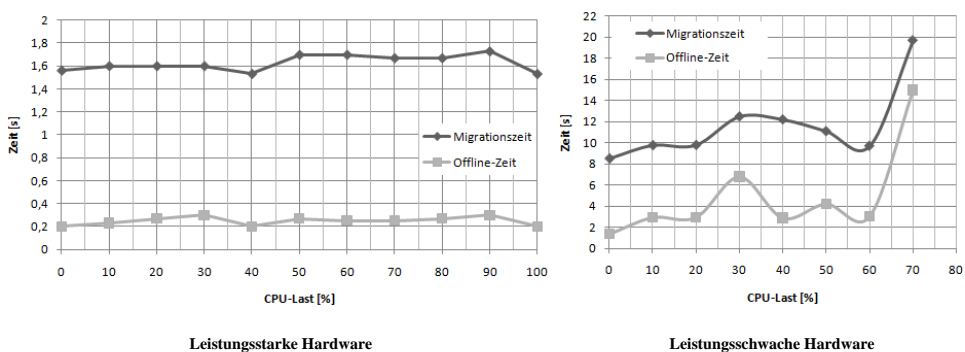 2
1,8
1,6
1,4
1,2
1
0,8
0,6
0,4
0,2
0
Zeit [s]
Migrationszeit
Offline-Zeit
0 10 20 30 40 50 60 70 80 90 100
CPU-Last [%]
Leistungsstarke Hardware
22
20
18
16
14
12
10
8
6
4
2
0
Zeit [s]
Migrationszeit
Offline-Zeit
0 10 20 30 40 50 60 70 80
CPU-Last [%]
Leistungsschwache Hardware